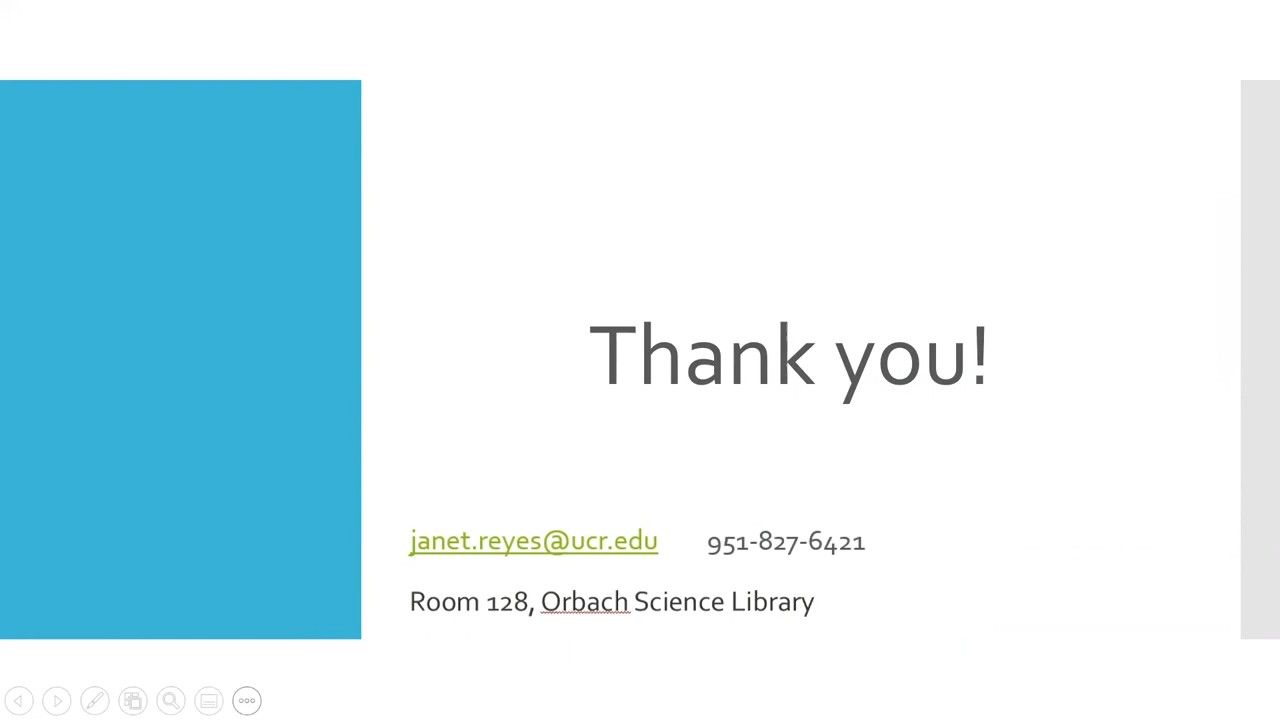 Thank you!
janet.reyes@ucr.edu 951-827-6421
Room 128, Orbach Science Library